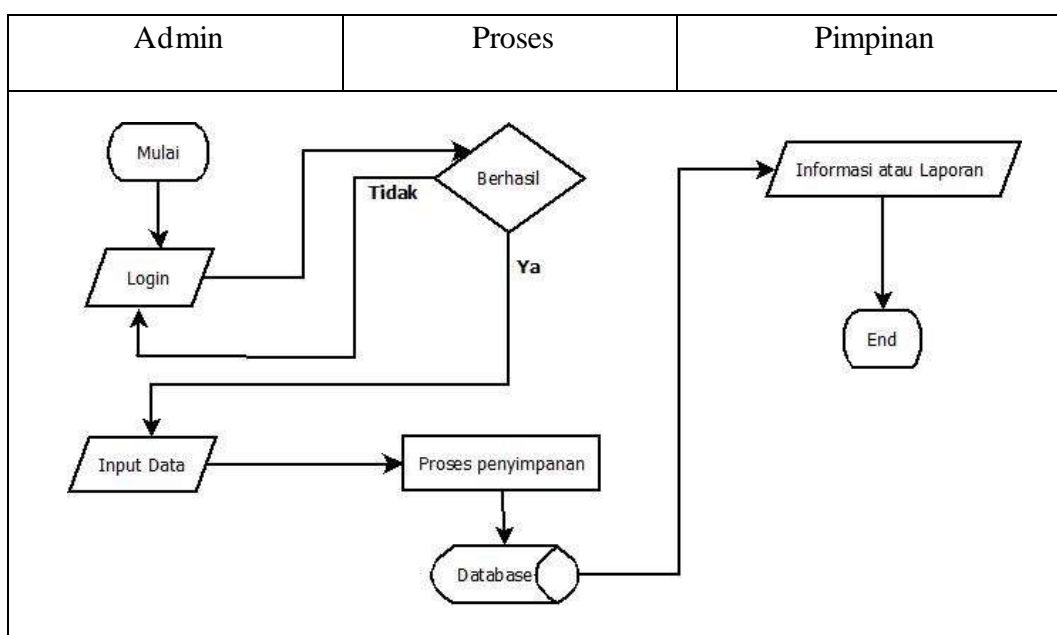 Admin
Proses
Pimpinan
Mulai
Berhasil
Informasi atau Laporan
Tidak
Login
Ya
End
Input Data
Proses penyimpanan
Database